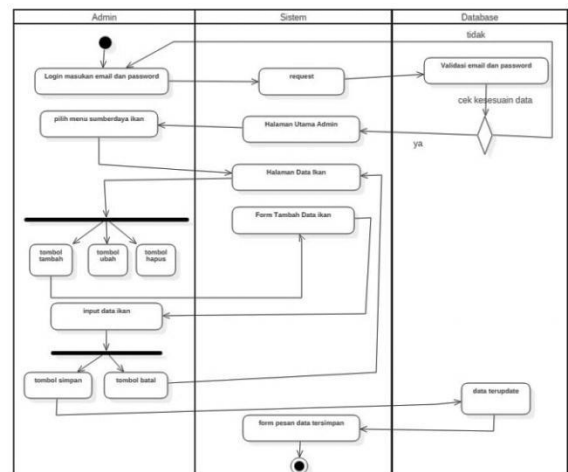 Admin
Sistem
Database
tidak
Login masukan email dan password
request
Validasi email dan password
cek kesesuain data
pilih menu sumberdaya ikan
Halaman Utama Admin
ya
Halaman Data Ikan
Form Tambah Data ikan
tombol
tambah
tombol
ubah
tombol
hapus
input data ikan
tombol simpan
tombol batal
data terupdate
form pesan data tersimpan